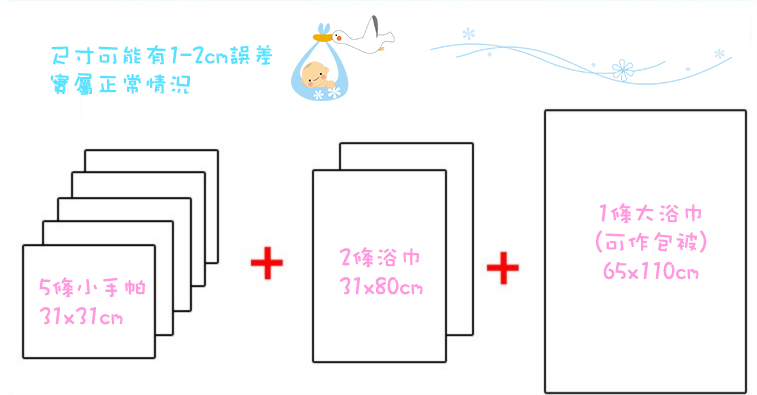 尺寸可能有1-2cm誤差
實屬正常情況
5條小手帕
31x31cm
2條浴巾
31x80cm
1條大浴巾
(可作包被)
65x110cm